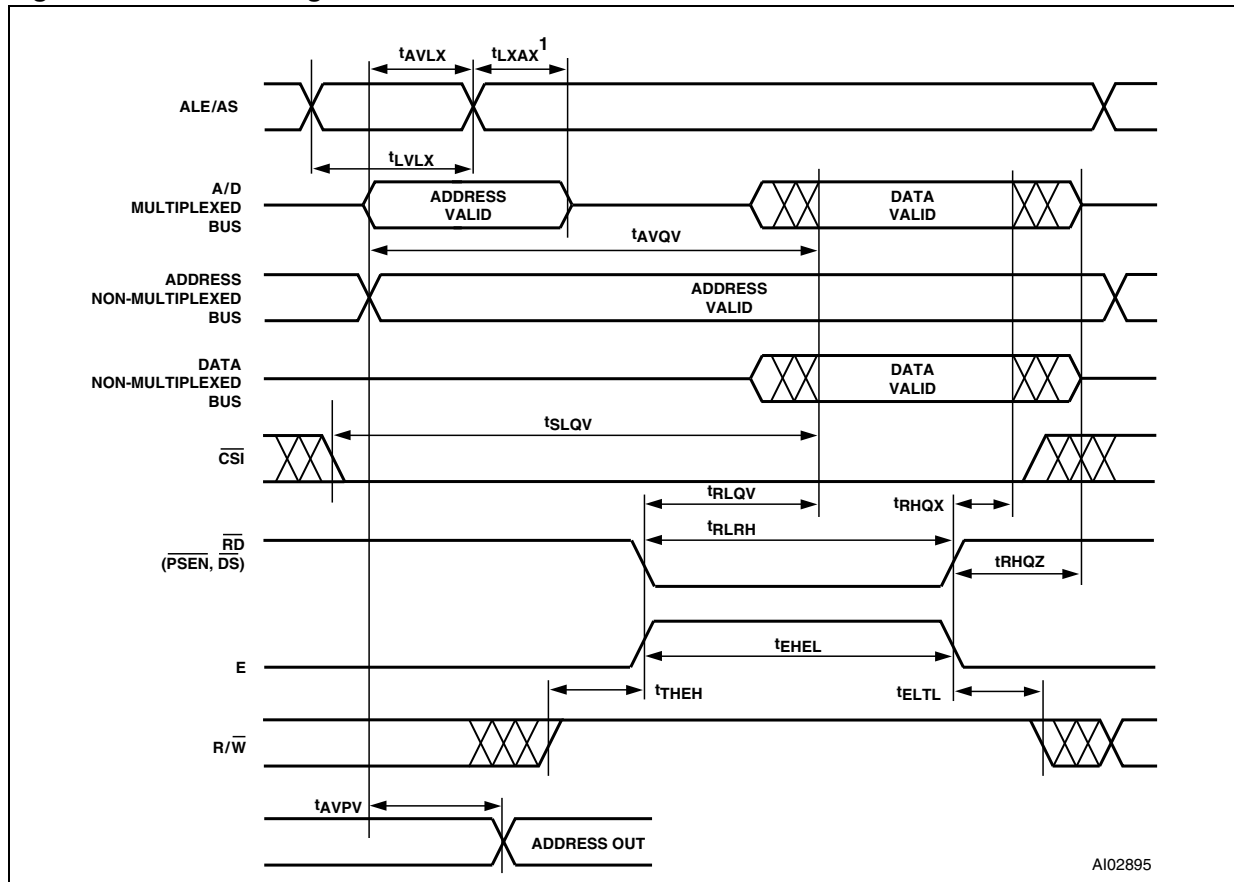 tAVLX
tLXAX 1
ALE/AS
tLVLX
A/D
MULTIPLEXED
BUS
ADDRESS
VALID
DATA
VALID
tAVQV
ADDRESS
NON-MULTIPLEXED
BUS
ADDRESS
VALID
DATA
NON-MULTIPLEXED
BUS
DATA
VALID
tSLQV
CSI
tRLQV
tRHQX
tRLRH
RD
(PSEN, DS)
tRHQZ
tEHEL
E
tTHEH
tELTL
R/W
tAVPV
ADDRESS OUT
AI02895